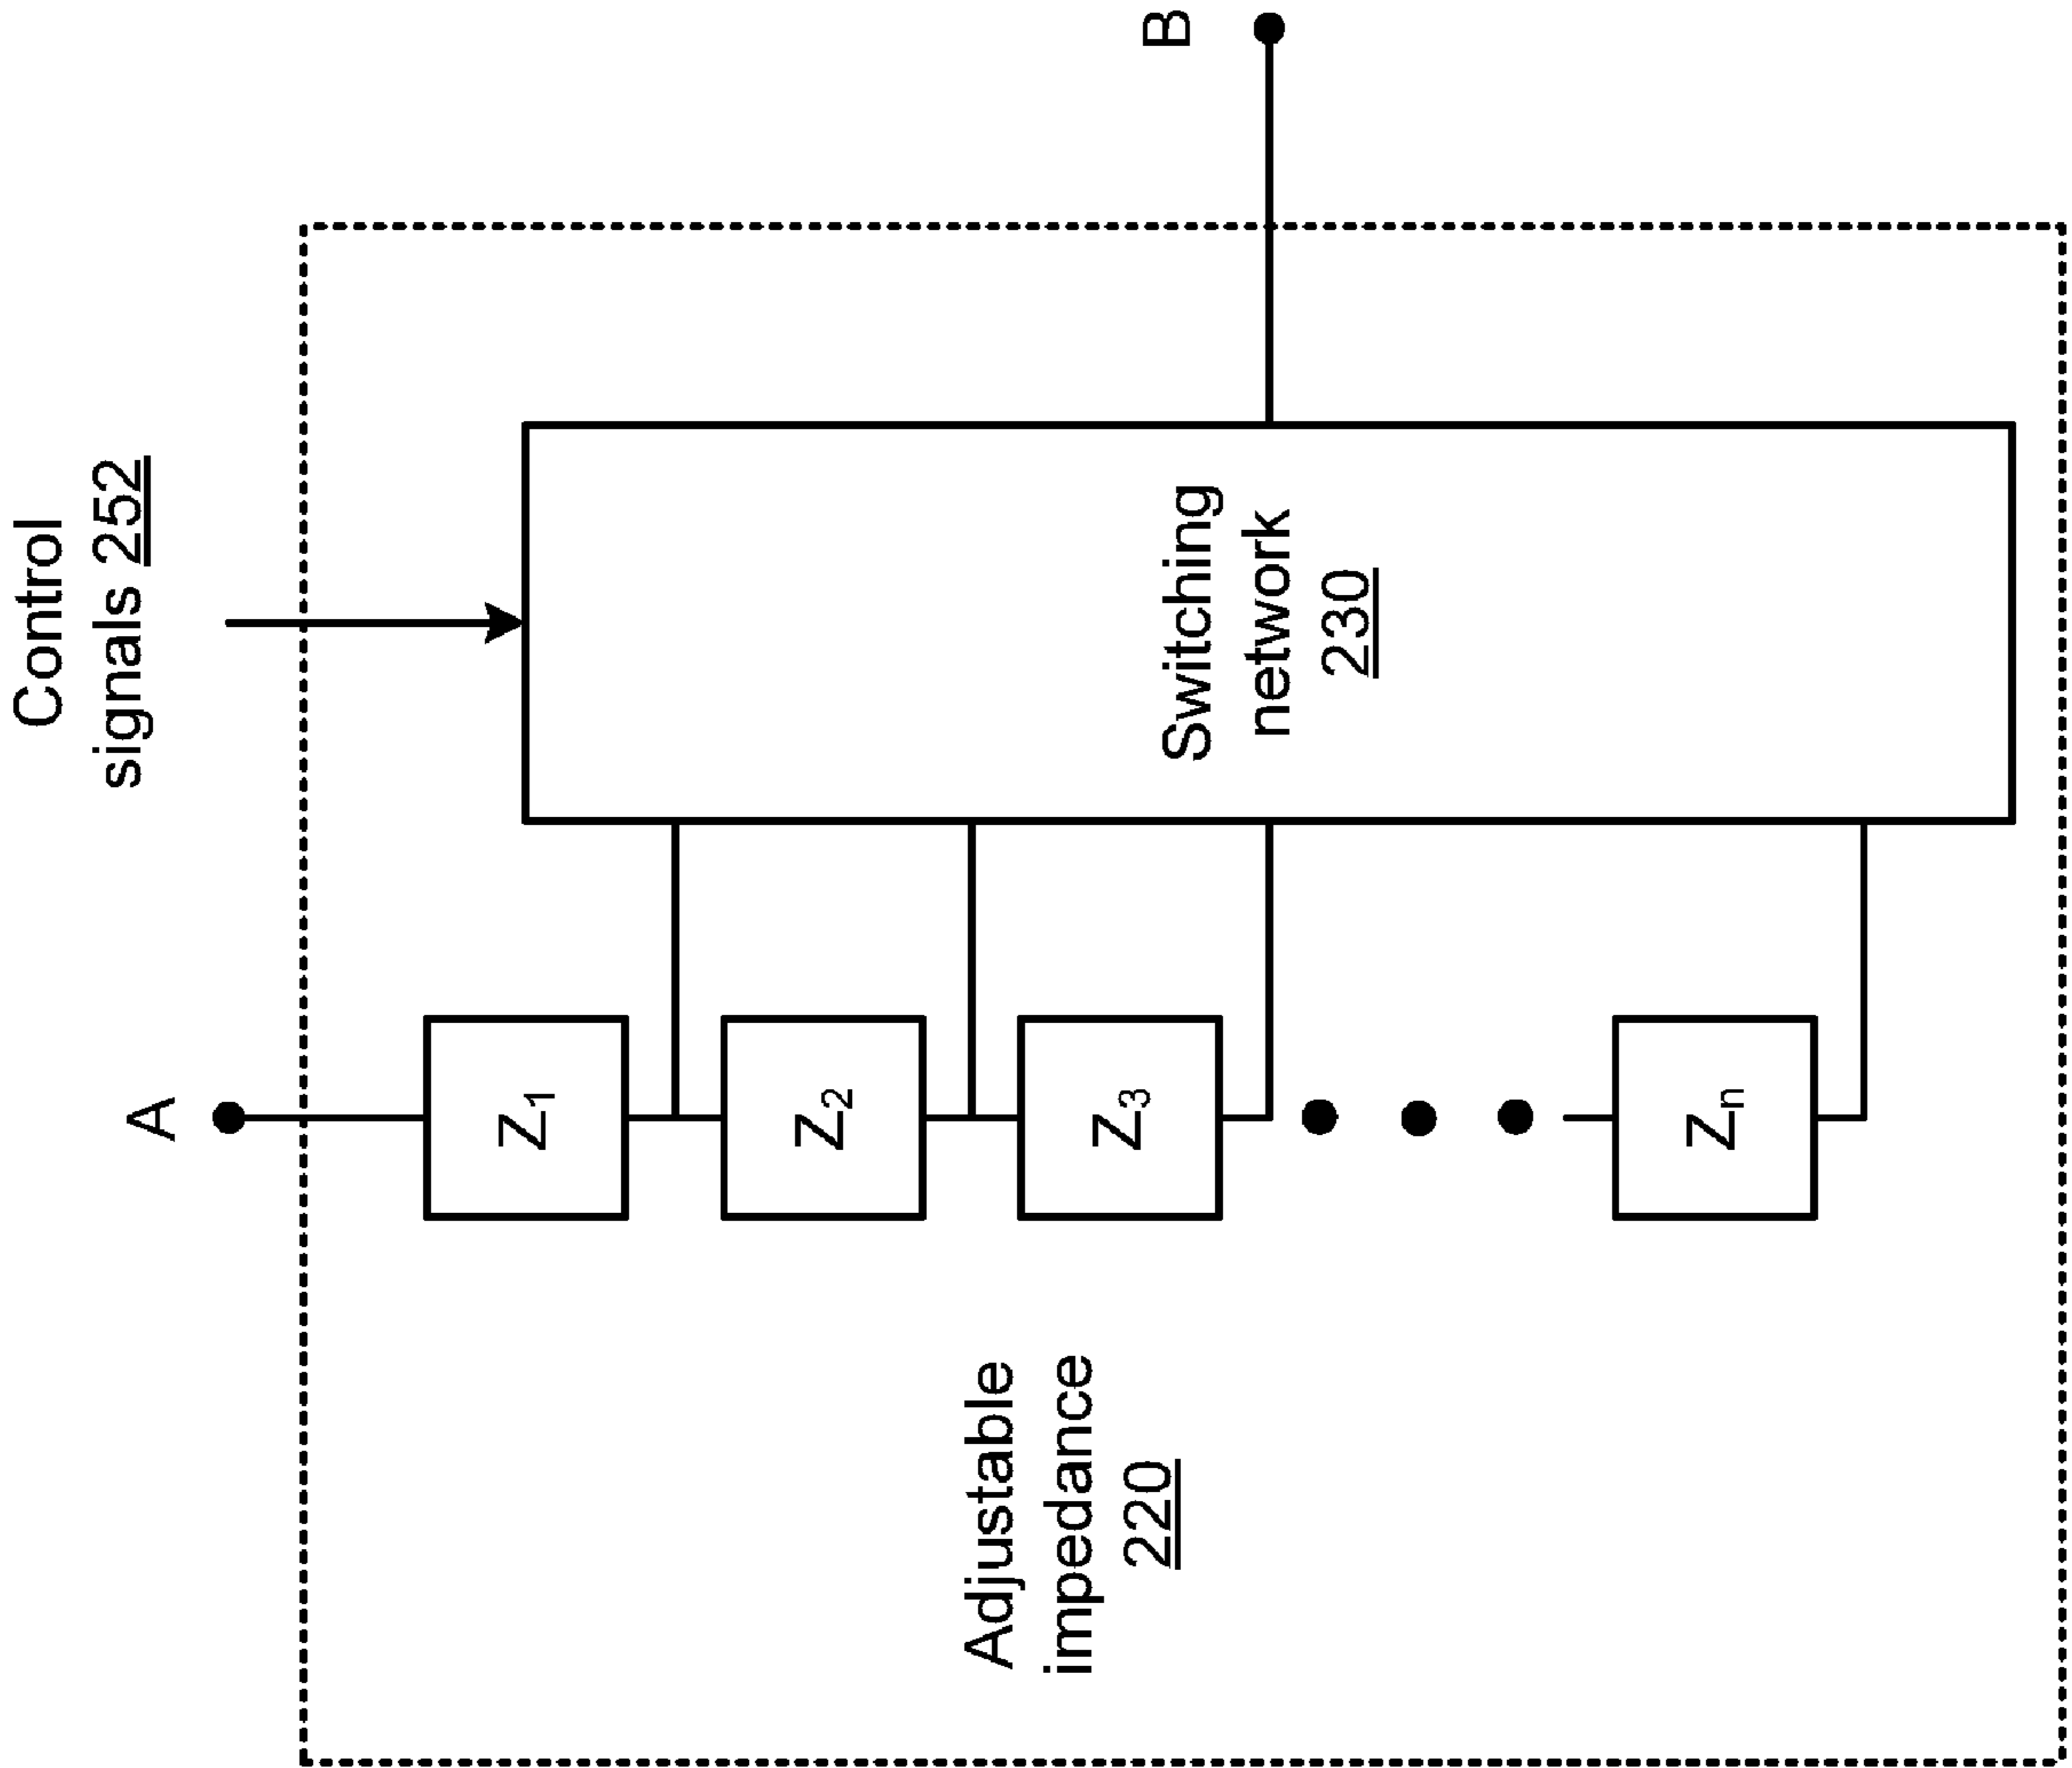 Control
signals 252
A
B
Z1
Z2
Z3
Zn
Switching
network
230
Adjustable
impedance
220